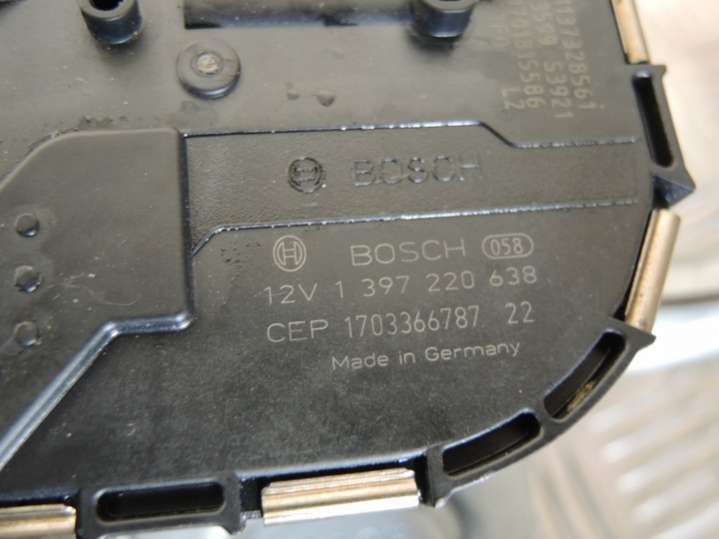 BOSCH
BOSCH 058
12V 1 397 220 638
CEP 1703366787 22
Made in Germany